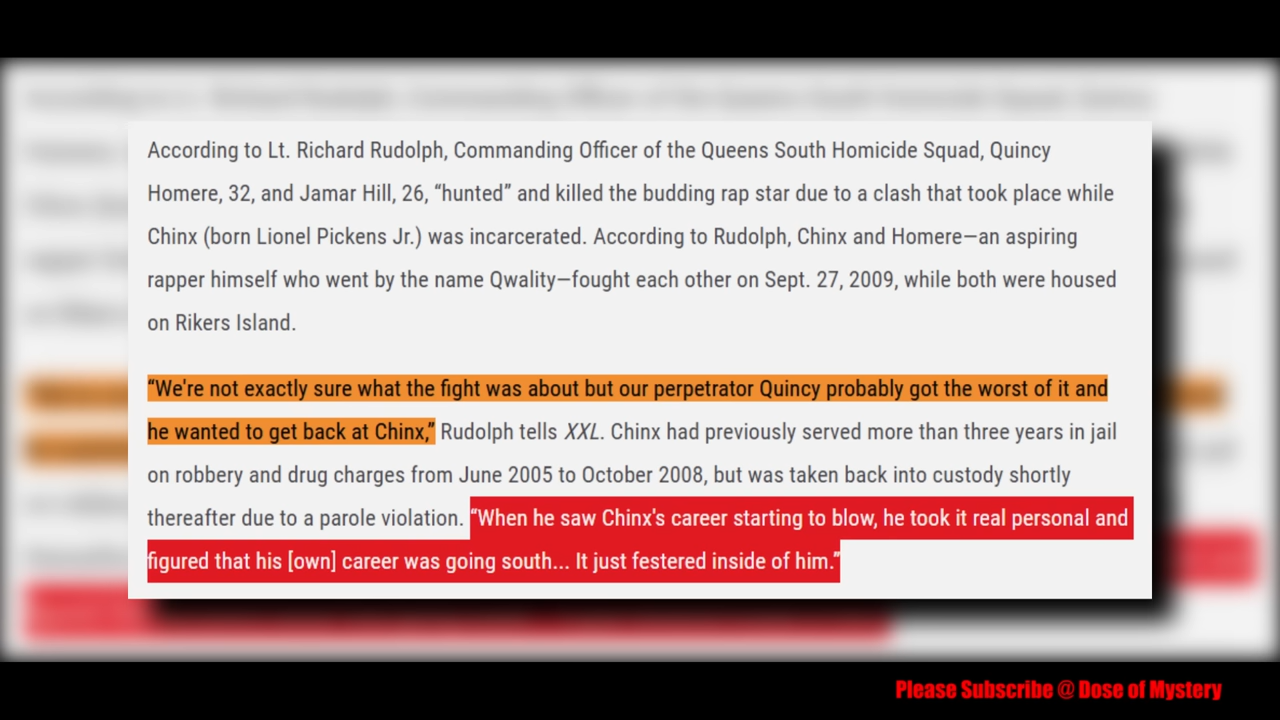 According to Lt. Richard Rudolph, Commanding Officer of the Queens South Homicide Squad, Quincy
Homere, 32, and Jamar Hill, 26, “hunted” and killed the budding rap star due to a clash that took place while
Chinx (born Lionel Pickens Jr.) was incarcerated. According to Rudolph, Chinx and Homere—an aspiring
rapper himself who went by the name Qwality—fought each other on Sept. 27, 2009, while both were housed
on Rikers Island.
“We're not exactly sure what the fight was about but our perpetrator Quincy probably got the worst of it and
he wanted to get back at Chinx,” Rudolph tells XXL. Chinx had previously served more than three years in jail
on robbery and drug charges from June 2005 to October 2008, but was taken back into custody shortly
thereafter due to a parole violation. “When he saw Chinx's career starting to blow, he took it real personal and
figured that his [own] career was going south... It just festered inside of him.”
Please Subscribe @ Dose of Mystery